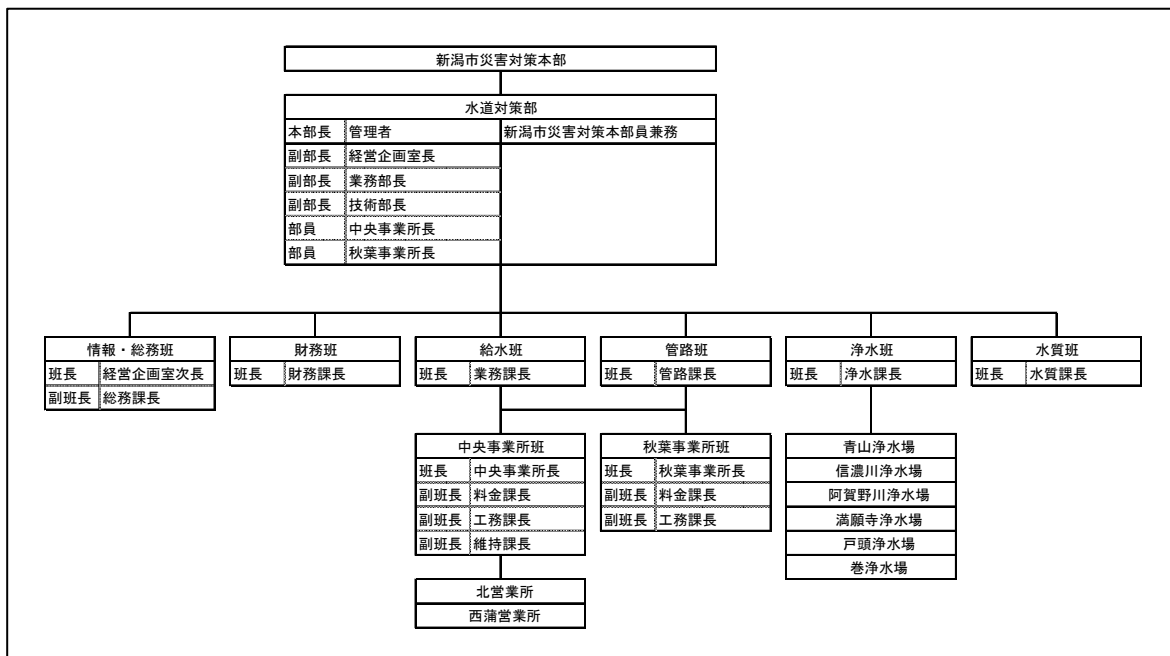 新潟市災害対策本部
水道対策部
本部長 管理者 新潟市災害対策本部員兼務
副部長 経営企画室長
副部長 業務部長
副部長 技術部長
部員 中央事業所長
部員 秋葉事業所長
情報・総務班
班長 経営企画室次長
副班長 総務課長
財務班
班長 財務課長
給水班
班長 業務課長
管路班
班長 管路課長
浄水班
班長 浄水課長
水質班
班長 水質課長
中央事業所班
班長 中央事業所長
副班長 料金課長
副班長 工務課長
副班長 維持課長
秋葉事業所班
班長 秋葉事業所長
副班長 料金課長
副班長 工務課長
青山浄水場
信濃川浄水場
阿賀野川浄水場
満願寺浄水場
戸頭浄水場
巻浄水場
北営業所
西蒲営業所